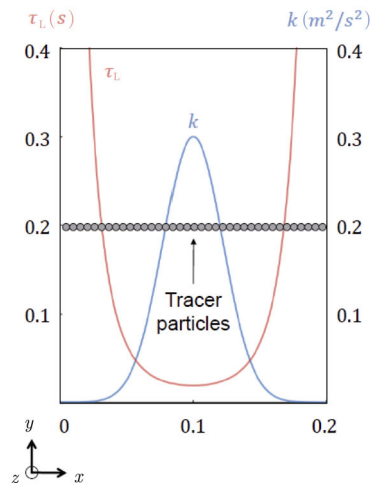 τL(s) k(m²/s²)
0.4 τL 0.4
k
0.3 0.3
0.2 0.2
Tracer
particles
0.1 0.1
0 0.1 0.2
y
z x